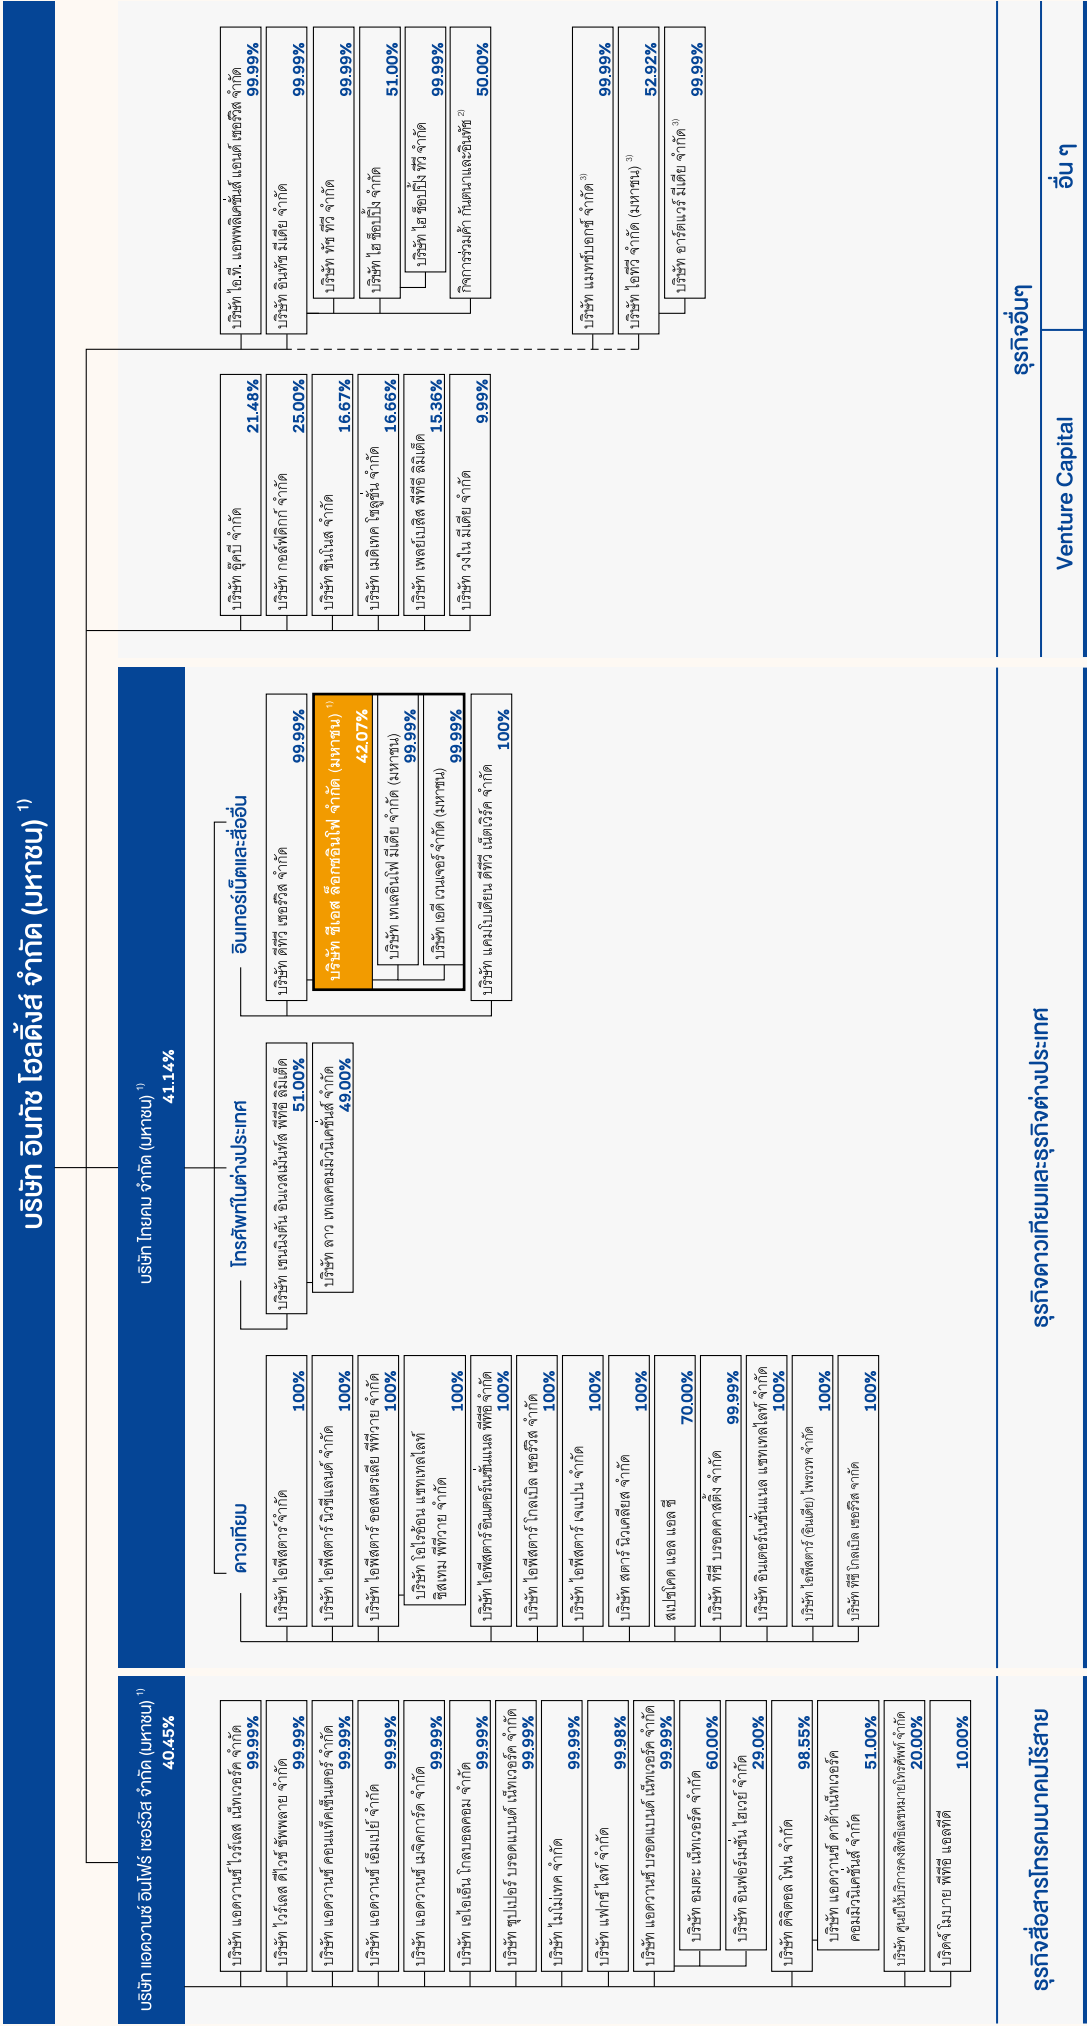 บริษัท อินทัช โฮลดิ้งส์ จำกัด (มหาชน) 1)
บริษัท แอดวานซ์ อินโฟร์ เซอร์วิส จำกัด (มหาชน) 1)
40.45%
บริษัท แอดวานซ์ ไวร์เลส เน็ทเวอร์ค จำกัด
99.99%
บริษัท ไวร์เลส ดีไวซ์ ซัพพลาย จำกัด
99.99%
บริษัท แอดวานซ์ คอนแท็คเซ็นเตอร์ จำกัด
99.99%
บริษัท แอดวานซ์ เอ็มเปย์ จำกัด
99.99%
บริษัท แอดวานซ์ เมจิคการ์ด จำกัด
99.99%
บริษัท เอไอเอ็น โกลบอลคอม จำกัด
99.99%
บริษัท ซุปเปอร์ บรอดแบนด์ เน็ทเวอร์ค จำกัด
99.99%
บริษัท ไมโม่เทค จำกัด
99.99%
บริษัท แฟกซ์ ไลท์ จำกัด
99.98%
บริษัท แอดวานซ์ บรอดแบนด์ เน็ทเวอร์ค จำกัด
99.99%
บริษัท อมตะ เน็ทเวอร์ค จำกัด
60.00%
บริษัท อินฟอร์เมชั่น ไฮเวย์ จำกัด
29.00%
บริษัท ดิจิตอล โฟน จำกัด
98.55%
บริษัท แอดวานซ์ ดาต้าเน็ทเวอร์ค
คอมมิวนิเคชั่นส์ จำกัด
51.00%
บริษัท ศูนย์ให้บริการคงสิทธิเลขหมายโทรศัพท์ จำกัด
20.00%
บริดจ์ โมบาย พีทีอี แอลทีดี
10.00%
ธุรกิจสื่อสารโทรคมนาคมไร้สาย
บริษัท ไทยคม จำกัด (มหาชน) 1)
41.14%
ดาวเทียม
บริษัท ไอพีสตาร์ จำกัด
100%
บริษัท ไอพีสตาร์ นิวซีแลนด์ จำกัด
100%
บริษัท ไอพีสตาร์ ออสเตรเลีย พีทีวาย จำกัด
100%
บริษัท โอไรอ้อน แซทเทลไลท์
ซิสเทม พีทีวาย จำกัด
100%
บริษัท ไอพีสตาร์ อินเตอร์เนชั่นแนล พีทีอี จำกัด
100%
บริษัท ไอพีสตาร์ โกลเบิล เซอร์วิส จำกัด
100%
บริษัท ไอพีสตาร์ เจแปน จำกัด
100%
บริษัท สตาร์ นิวเคลียส จำกัด
100%
สเปซโคด แอล แอล ซี
70.00%
บริษัท ทีซี บรอดคาสติ้ง จำกัด
99.99%
บริษัท อินเตอร์เนชั่นแนล แซทเทลไลท์ จำกัด
100%
บริษัท ไอพีสตาร์ (อินเดีย) ไพรเวท จำกัด
100%
บริษัท ทีซี โกลเบิล เซอร์วิส จำกัด
100%
โทรศัพท์ในต่างประเทศ
บริษัท เชนนิงตัน อินเวสเม้นท์ส พีทีอี ลิมิเต็ด
51.00%
บริษัท ลาว เทเลคอมมิวนิเคชั่นส์ จำกัด
49.00%
อินเทอร์เน็ตและสื่ออื่น
บริษัท ดีทีวี เซอร์วิส จำกัด
99.99%
บริษัท ซีเอส ล็อกซอินโฟ จำกัด (มหาชน) 1)
42.07%
บริษัท เทเลอินโฟ มีเดีย จำกัด (มหาชน)
99.99%
บริษัท เอดี เวนเจอร์ จำกัด (มหาชน)
99.99%
บริษัท แคมโบเดียน ดีทีวี เน็ตเวิร์ค จำกัด
100%
ธุรกิจดาวเทียมและธุรกิจต่างประเทศ
บริษัท อุ๊คบี จำกัด
21.48%
บริษัท กอล์ฟดิกก์ จำกัด
25.00%
บริษัท ซินโนส จำกัด
16.67%
บริษัท เมดิเทค โซลูชั่น จำกัด
16.66%
บริษัท เพลย์เบสิส พีทีอี ลิมิเต็ด
15.36%
บริษัท วงใน มีเดีย จำกัด
9.99%
Venture Capital
บริษัท ไอ.ที. แอพพลิเคชั่นส์ แอนด์ เซอร์วิส จำกัด
99.99%
บริษัท อินทัช มีเดีย จำกัด
99.99%
บริษัท ทัช ทีวี จำกัด
99.99%
บริษัท ไฮ ช็อปปิ้ง จำกัด
51.00%
บริษัท ไฮ ช็อปปิ้ง ทีวี จำกัด
99.99%
กิจการร่วมค้า กันตนาและอินทัช 2)
50.00%
บริษัท แมทช์บอกซ์ จำกัด 3)
99.99%
บริษัท ไอทีวี จำกัด (มหาชน) 3)
52.92%
บริษัท อาร์ตแวร์ มีเดีย จำกัด 3)
99.99%
อื่น ๆ
ธุรกิจอื่นๆ